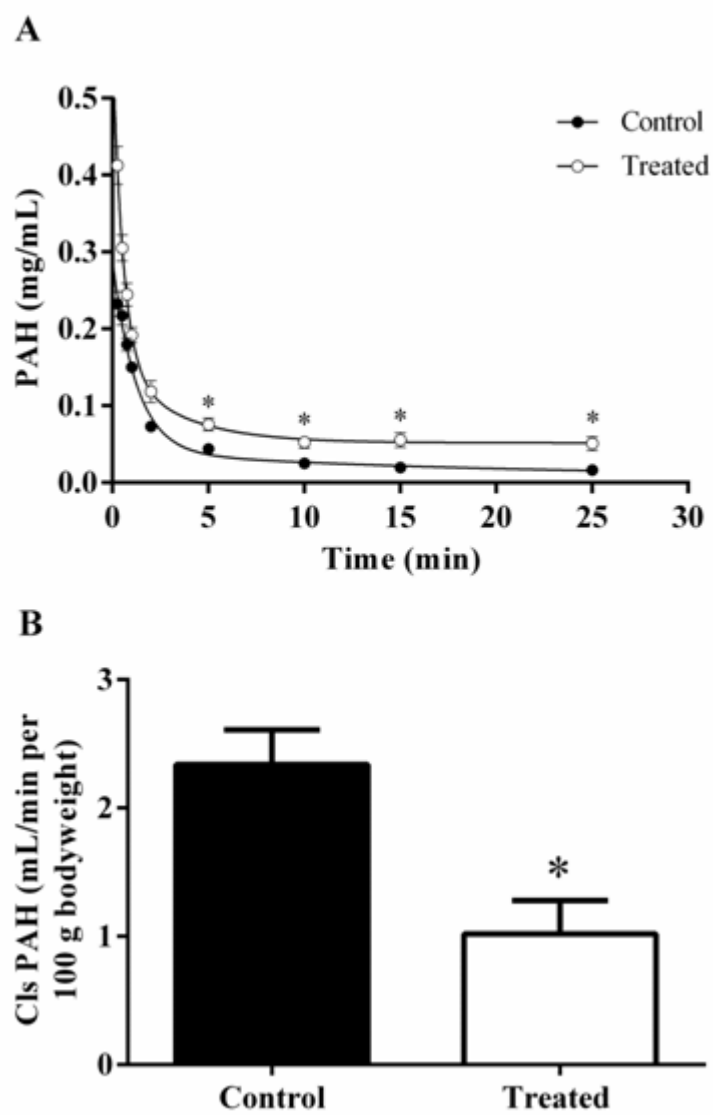 A
0.5
0.4
0.3
0.2
0.1
0.0
PAH (mg/mL)
Control
Treated
*
*
*
*
0
5
10
15
20
25
30
Time (min)
B
3
2
1
0
Cls PAH (mL/min per
100 g bodyweight)
*
Control
Treated